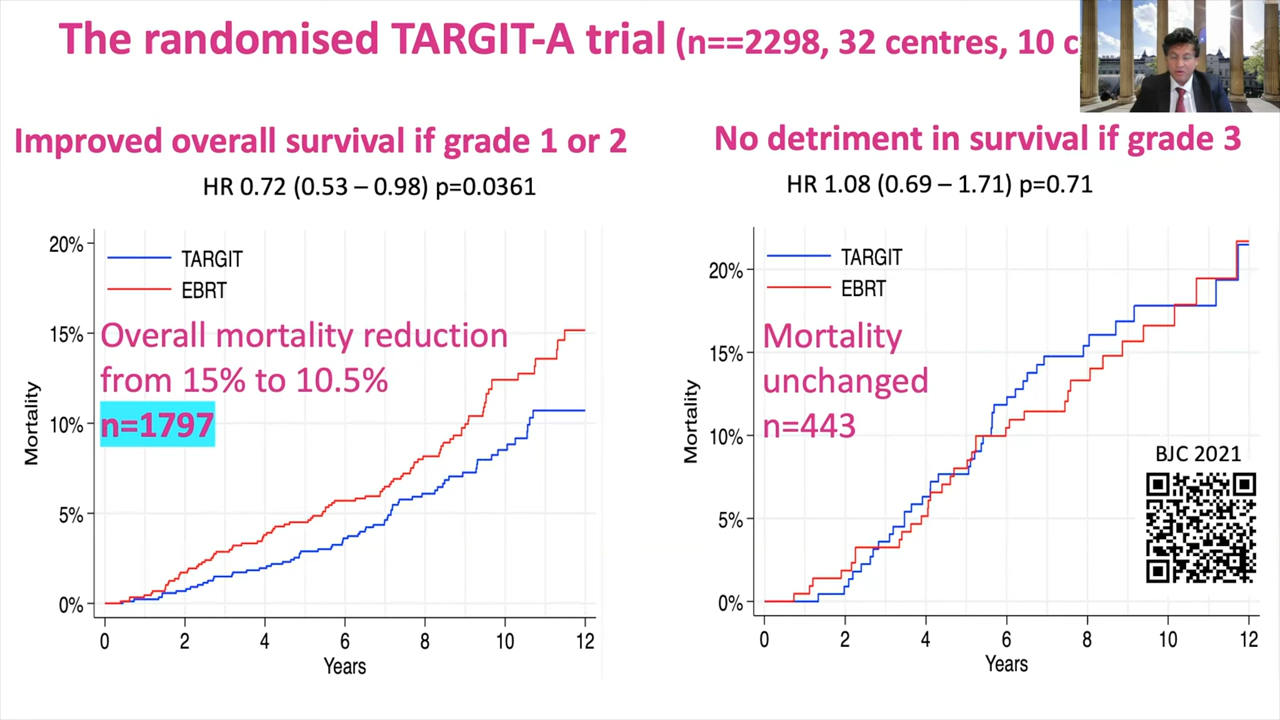 The randomised TARGIT-A trial (n==2298, 32 centres, 10 c
Improved overall survival if grade 1 or 2
HR 0.72 (0.53 – 0.98) p=0.0361
20%
15%
10%
5%
0%
Mortality
TARGIT
EBRT
Overall mortality reduction
from 15% to 10.5%
n=1797
0 2 4 6 8 10 12
Years
No detriment in survival if grade 3
HR 1.08 (0.69 – 1.71) p=0.71
20%
15%
10%
5%
0%
Mortality
TARGIT
EBRT
Mortality
unchanged
n=443
BJC 2021
0 2 4 6 8 10 12
Years